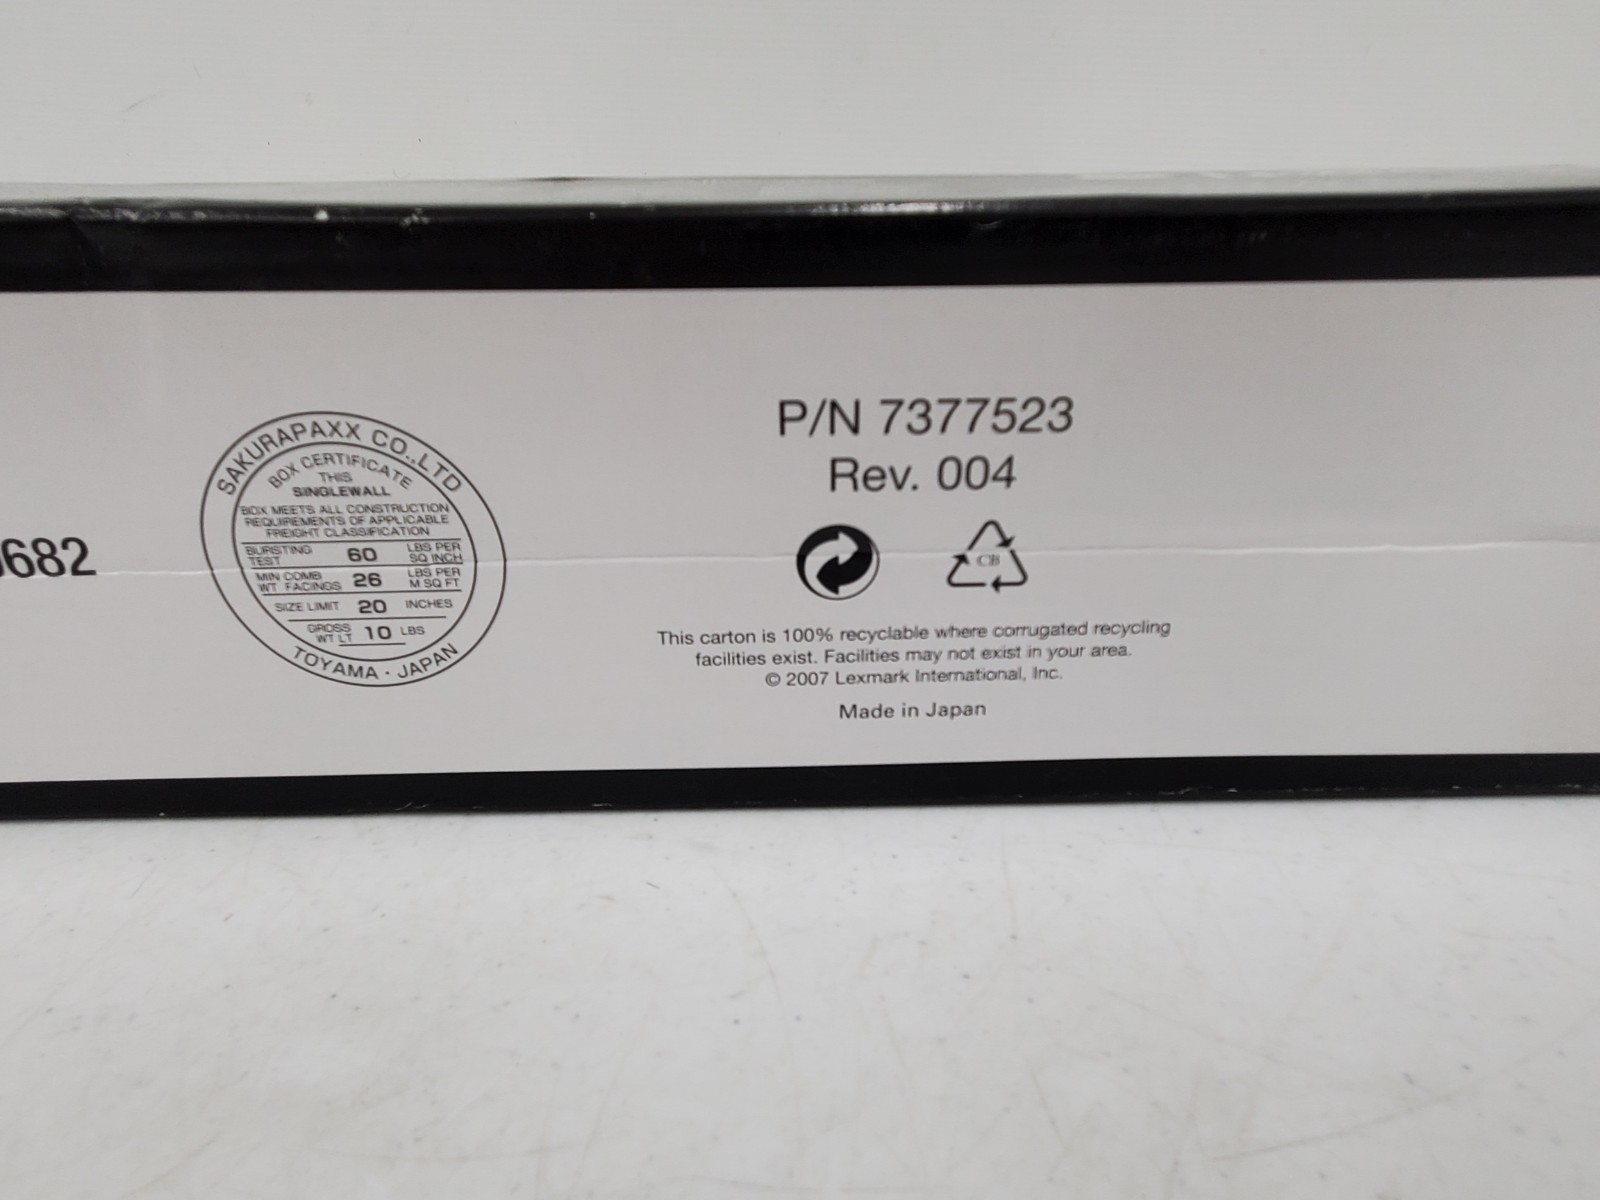 682
SAKURAPAXX CO.,LTD
BOX CERTIFICATE
THIS
SINGLEWALL
BOX MEETS ALL CONSTRUCTION
REQUIREMENTS OF APPLICABLE
FREIGHT CLASSIFICATION
BURSTING TEST 60 LBS PER SQ INCH
MIN COMB WT FACINGS 26 LBS PER M SQ FT
SIZE LIMIT 20 INCHES
GROSS WT LT 10 LBS
TOYAMA · JAPAN
P/N 7377523
Rev. 004
CB
This carton is 100% recyclable where corrugated recycling
facilities exist. Facilities may not exist in your area.
© 2007 Lexmark International, Inc.
Made in Japan